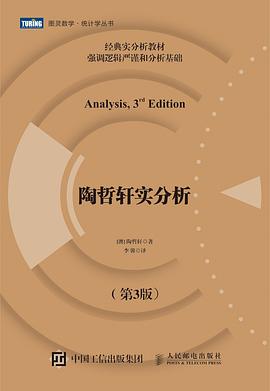 TURING 图灵数学·统计学丛书
经典实分析教材
强调逻辑严谨和分析基础
Analysis, 3rd Edition
陶哲轩实分析
[澳]陶哲轩 著
李馨 译
(第3版)
中国工信出版集团
人民邮电出版社
POSTS & TELECOM PRESS